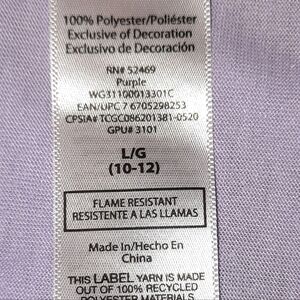 100% Polyester/Poliéster
Exclusive of Decoration
Exclusivo de Decoración
RN# 52469
Purple
WG31100013301C
EAN/UPC 7 6705298253
CPSIA# TCGC086201381-0520
GPU# 3101
L/G
(10-12)
FLAME RESISTANT
RESISTENTE A LAS LLAMAS
Made In/Hecho En
China
THIS LABEL YARN IS MADE
OUT OF 100% RECYCLED
POLYESTER MATERIALS